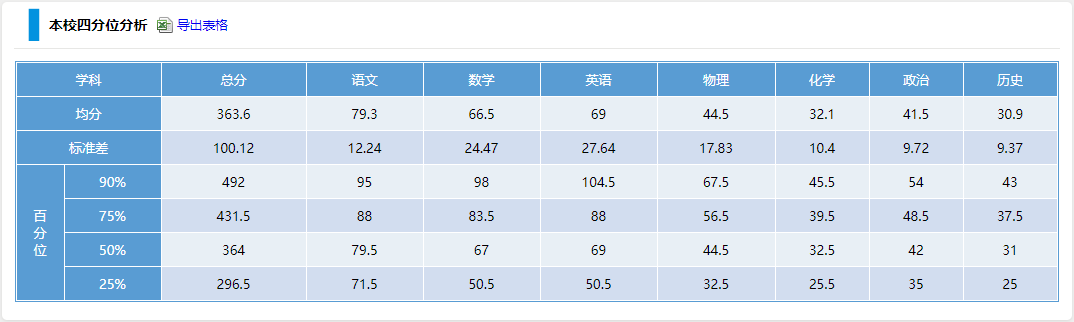 本校四分位分析 导出表格
学科 总分 语文 数学 英语 物理 化学 政治 历史
均分 363.6 79.3 66.5 69 44.5 32.1 41.5 30.9
标准差 100.12 12.24 24.47 27.64 17.83 10.4 9.72 9.37
百分位
90% 492 95 98 104.5 67.5 45.5 54 43
75% 431.5 88 83.5 88 56.5 39.5 48.5 37.5
50% 364 79.5 67 69 44.5 32.5 42 31
25% 296.5 71.5 50.5 50.5 32.5 25.5 35 25